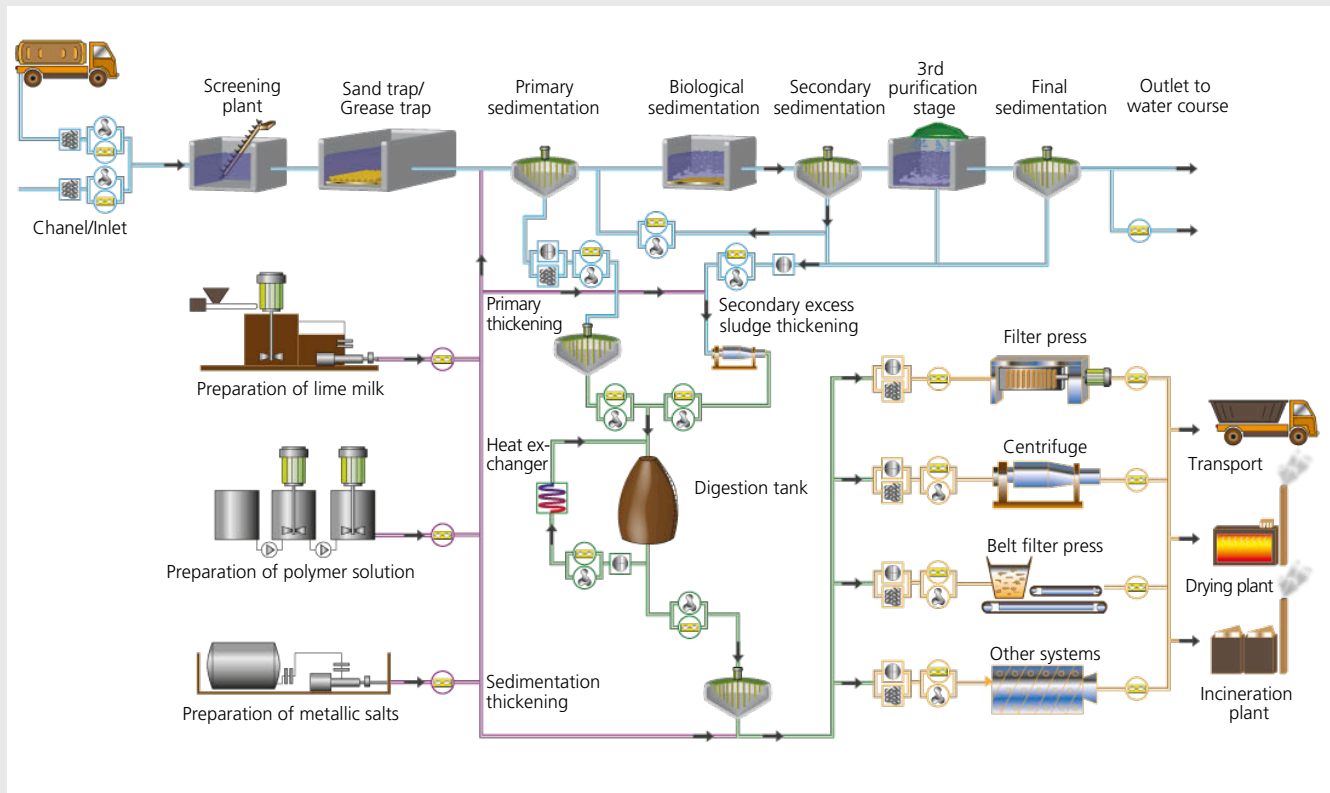 Screening
plant
Sand trap/
Grease trap
Primary
sedimentation
Biological
sedimentation
Secondary
sedimentation
3rd
purification
stage
Final
sedimentation
Outlet to
water course
Chanel/Inlet
Primary
thickening
Secondary excess
sludge thickening
Preparation of lime milk
Filter press
Heat ex-
changer
Digestion tank
Centrifuge
Transport
Preparation of polymer solution
Belt filter press
Drying plant
Sedimentation
thickening
Other systems
Preparation of metallic salts
Incineration
plant